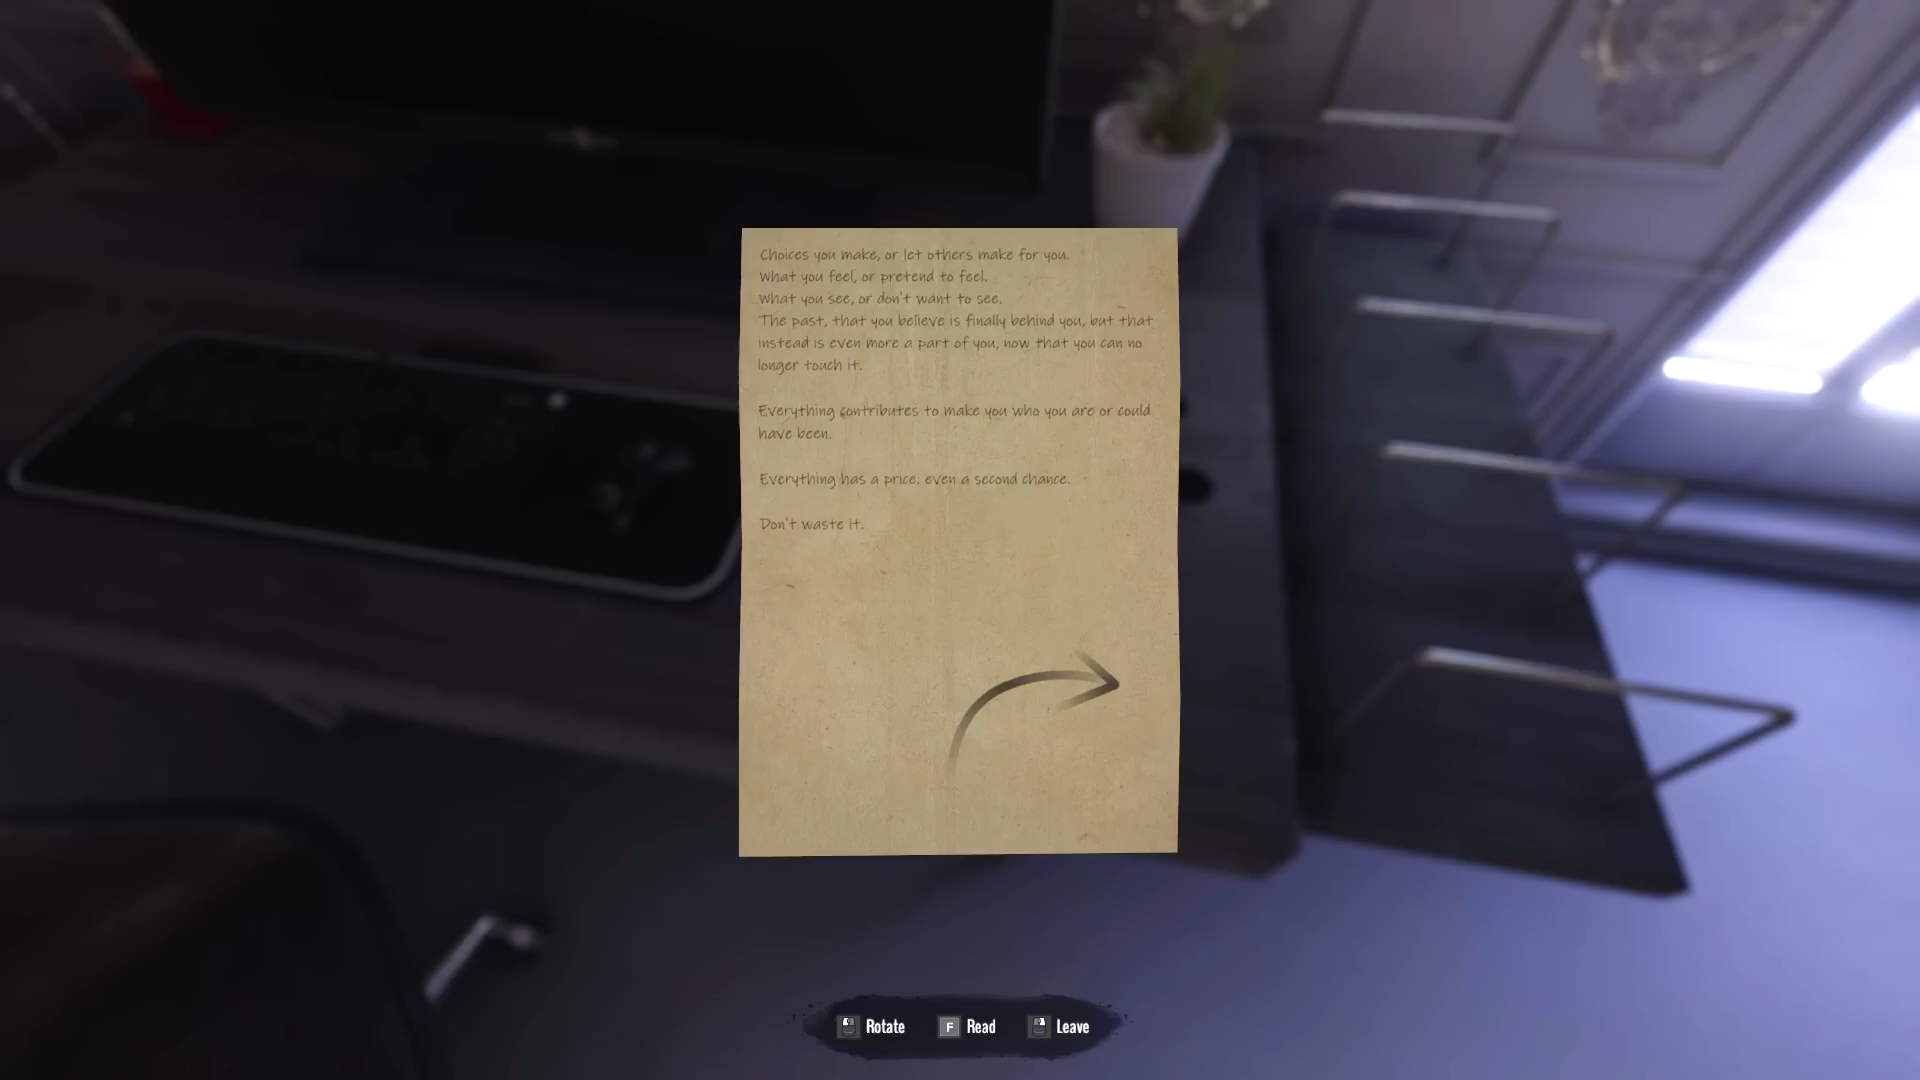 Choices you make, or let others make for you.
What you feel, or pretend to feel.
What you see, or don't want to see.
The past, that you believe is finally behind you, but that
instead is even more a part of you, now that you can no
longer touch it.
Everything contributes to make you who you are or could
have been.
Everything has a price: even a second chance.
Don't waste it.
Rotate F Read Leave